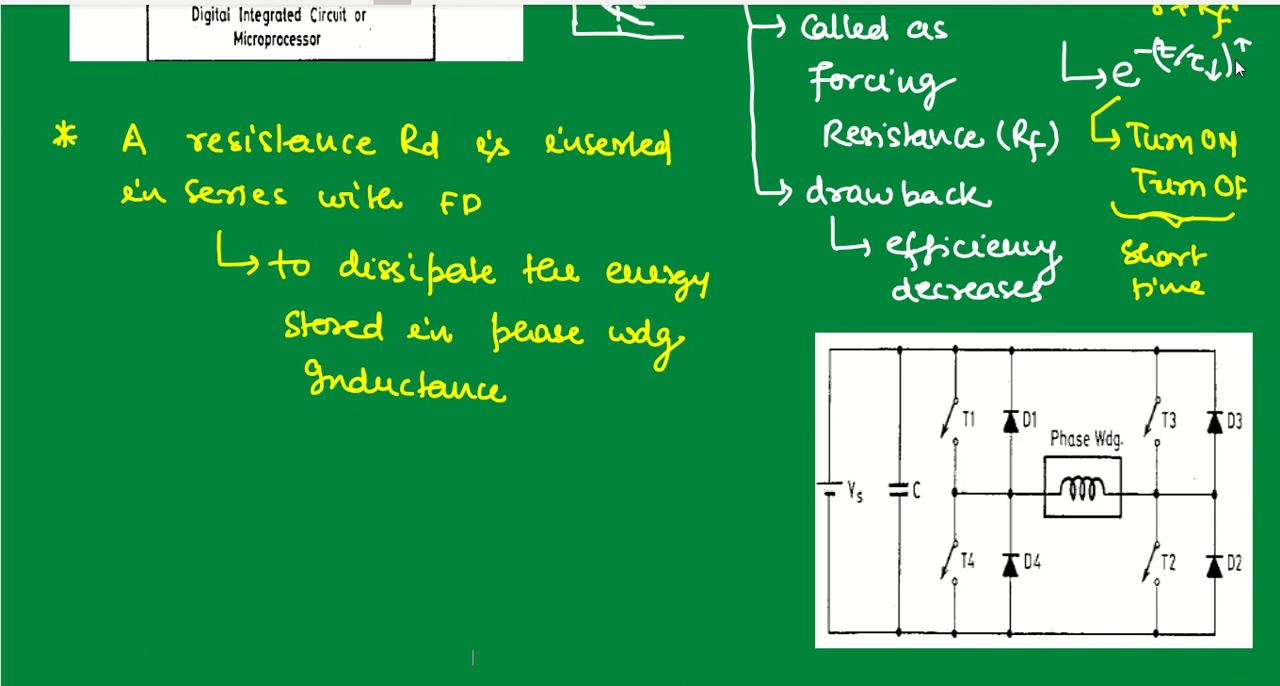 Digital Integrated Circuit or
Microprocessor
* A resistance Rd is inserted
in series with FD
to dissipate the energy
stored in phase wdg
Inductance
Called as
Forcing
Resistance (Rf)
drawback
efficiency
decreases
e^-(t/τ↓)↑
Turn ON
Turn OF
short
time
T1 D1 Phase Wdg. T3 D3
Vs C
T4 D4 T2 D2